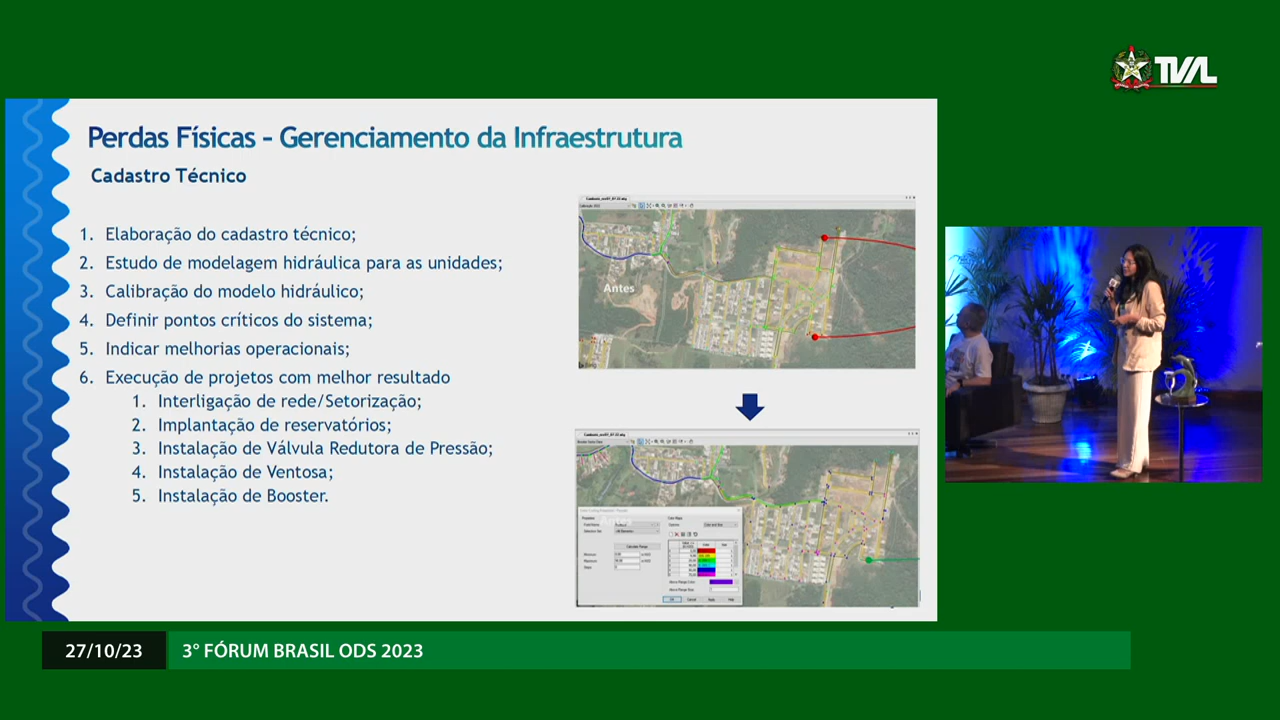 TVAL
Perdas Físicas - Gerenciamento da Infraestrutura
Cadastro Técnico
1. Elaboração do cadastro técnico;
2. Estudo de modelagem hidráulica para as unidades;
3. Calibração do modelo hidráulico;
4. Definir pontos críticos do sistema;
5. Indicar melhorias operacionais;
6. Execução de projetos com melhor resultado
1. Interligação de rede/Setorização;
2. Implantação de reservatórios;
3. Instalação de Válvula Redutora de Pressão;
4. Instalação de Ventosa;
5. Instalação de Booster.
Antes
27/10/23
3° FÓRUM BRASIL ODS 2023